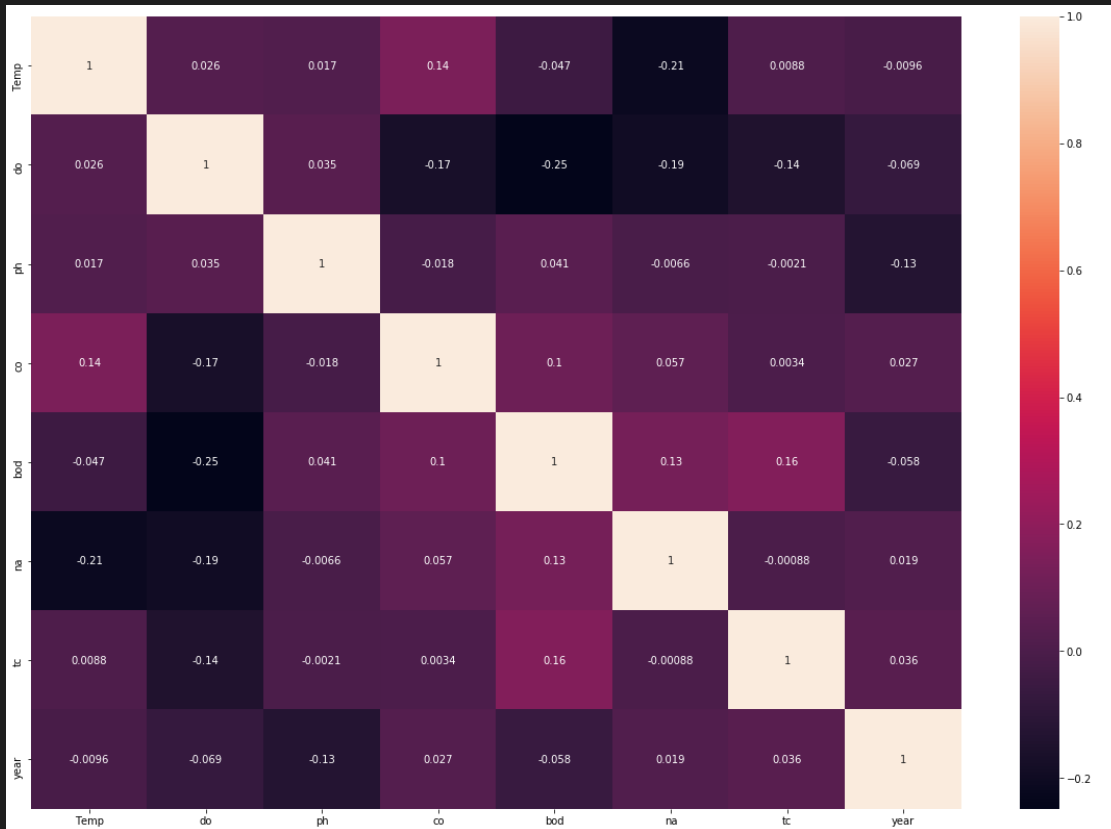 1.0
Temp 1 0.026 0.017 0.14 -0.047 -0.21 0.0088 -0.0096
0.8
do 0.026 1 0.035 -0.17 -0.25 -0.19 -0.14 -0.069
ph 0.017 0.035 1 -0.018 0.041 -0.0066 -0.0021 -0.13
0.6
co 0.14 -0.17 -0.018 1 0.1 0.057 0.0034 0.027
0.4
bod -0.047 -0.25 0.041 0.1 1 0.13 0.16 -0.058
0.2
na -0.21 -0.19 -0.0066 0.057 0.13 1 -0.00088 0.019
0.0
tc 0.0088 -0.14 -0.0021 0.0034 0.16 -0.00088 1 0.036
year -0.0096 -0.069 -0.13 0.027 -0.058 0.019 0.036 1
-0.2
Temp do ph co bod na tc year